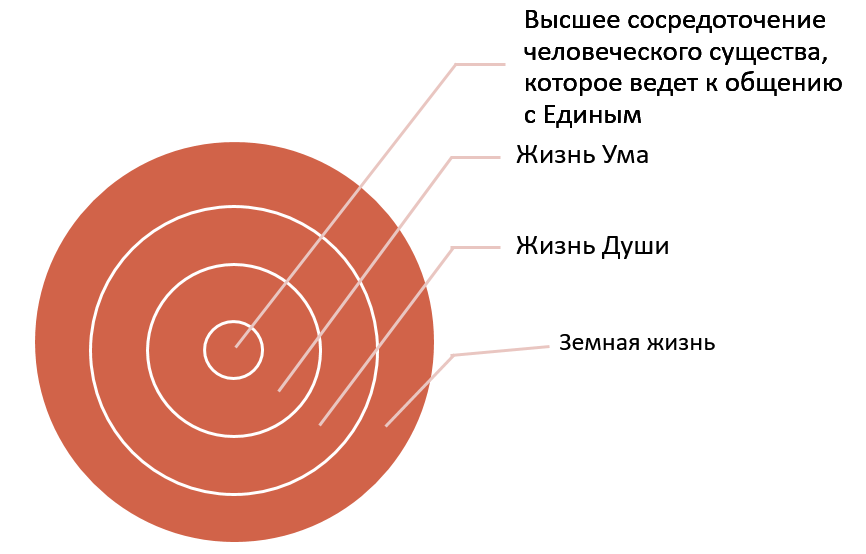 Высшее сосредоточение
человеческого существа,
которое ведет к общению
с Единым
Жизнь Ума
Жизнь Души
Земная жизнь